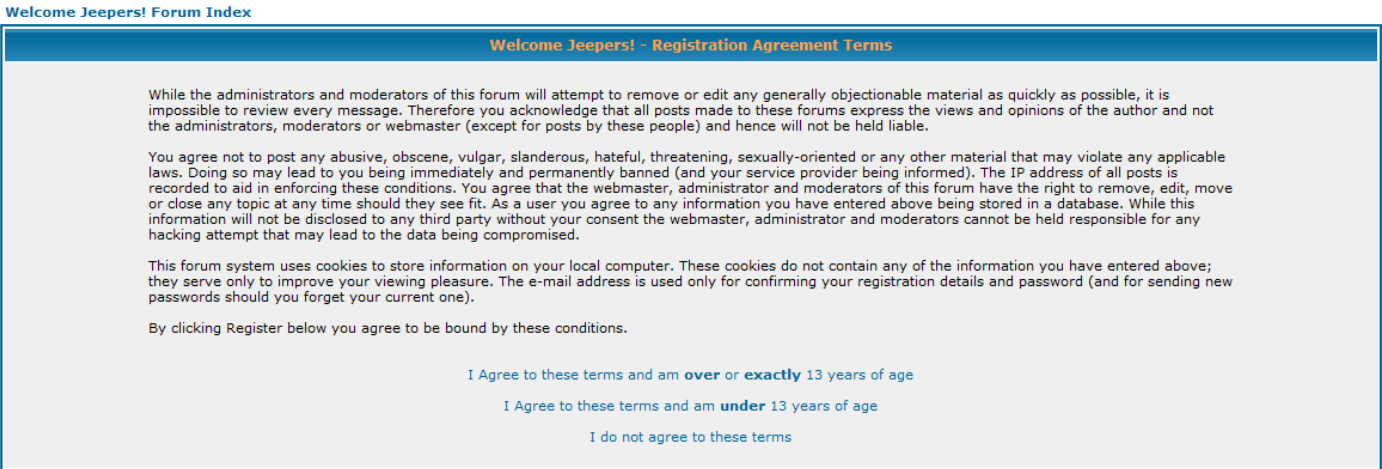 Welcome Jeepers! Forum Index
Welcome Jeepers! - Registration Agreement Terms
While the administrators and moderators of this forum will attempt to remove or edit any generally objectionable material as quickly as possible, it is
impossible to review every message. Therefore you acknowledge that all posts made to these forums express the views and opinions of the author and not
the administrators, moderators or webmaster (except for posts by these people) and hence will not be held liable.
You agree not to post any abusive, obscene, vulgar, slanderous, hateful, threatening, sexually-oriented or any other material that may violate any applicable
laws. Doing so may lead to you being immediately and permanently banned (and your service provider being informed). The IP address of all posts is
recorded to aid in enforcing these conditions. You agree that the webmaster, administrator and moderators of this forum have the right to remove, edit, move
or close any topic at any time should they see fit. As a user you agree to any information you have entered above being stored in a database. While this
information will not be disclosed to any third party without your consent the webmaster, administrator and moderators cannot be held responsible for any
hacking attempt that may lead to the data being compromised.
This forum system uses cookies to store information on your local computer. These cookies do not contain any of the information you have entered above;
they serve only to improve your viewing pleasure. The e-mail address is used only for confirming your registration details and password (and for sending new
passwords should you forget your current one).
By clicking Register below you agree to be bound by these conditions.
I Agree to these terms and am over or exactly 13 years of age
I Agree to these terms and am under 13 years of age
I do not agree to these terms